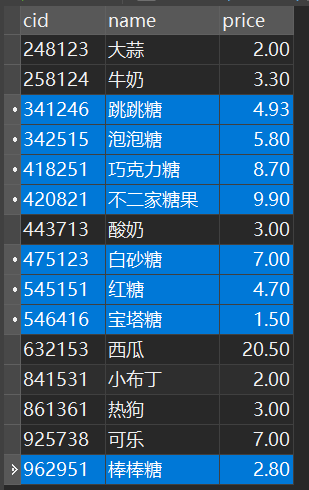 cid name price
248123 大蒜 2.00
258124 牛奶 3.30
341246 跳跳糖 4.93
342515 泡泡糖 5.80
418251 巧克力糖 8.70
420821 不二家糖果 9.90
443713 酸奶 3.00
475123 白砂糖 7.00
545151 红糖 4.70
546416 宝塔糖 1.50
632153 西瓜 20.50
841531 小布丁 2.00
861361 热狗 3.00
925738 可乐 7.00
962951 棒棒糖 2.80